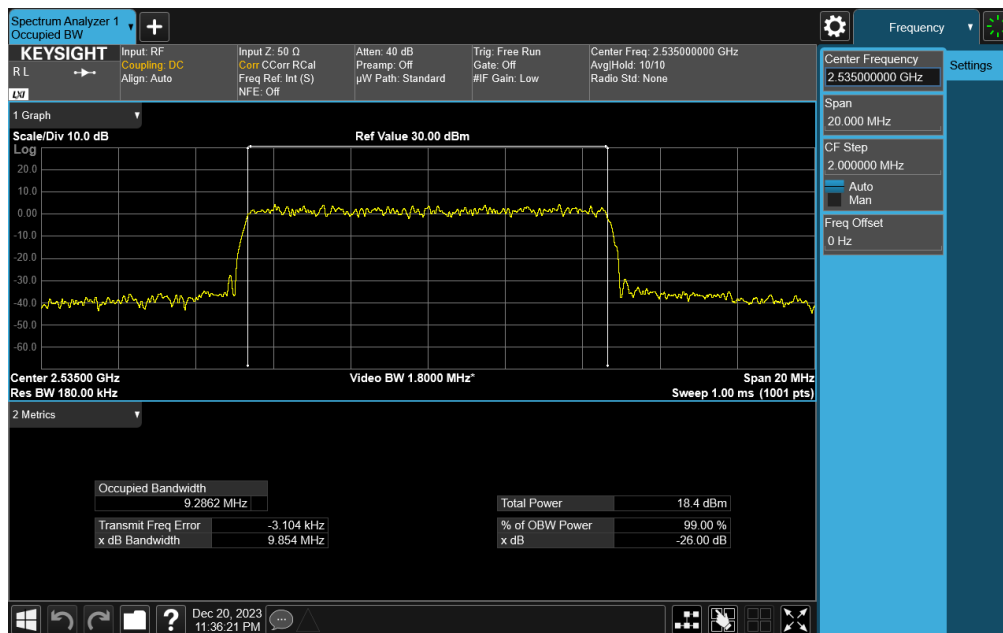 Spectrum Analyzer 1
Occupied BW
Frequency
KEYSIGHT
R L
LXI
Input: RF
Coupling: DC
Align: Auto
Input Z: 50 Ω
Corr CCorr RCal
Freq Ref: Int (S)
NFE: Off
Atten: 40 dB
Preamp: Off
µW Path: Standard
Trig: Free Run
Gate: Off
#IF Gain: Low
Center Freq: 2.535000000 GHz
Avg|Hold: 10/10
Radio Std: None
Center Frequency
2.535000000 GHz
Settings
Span
20.000 MHz
CF Step
2.000000 MHz
Auto
Man
Freq Offset
0 Hz
1 Graph
Scale/Div 10.0 dB
Ref Value 30.00 dBm
Log
20.0
10.0
0.00
-10.0
-20.0
-30.0
-40.0
-50.0
-60.0
Center 2.53500 GHz
Video BW 1.8000 MHz*
Span 20 MHz
Res BW 180.00 kHz
Sweep 1.00 ms (1001 pts)
2 Metrics
Occupied Bandwidth
9.2862 MHz
Total Power 18.4 dBm
Transmit Freq Error -3.104 kHz
% of OBW Power 99.00 %
x dB Bandwidth 9.854 MHz
x dB -26.00 dB
Dec 20, 2023
11:36:21 PM